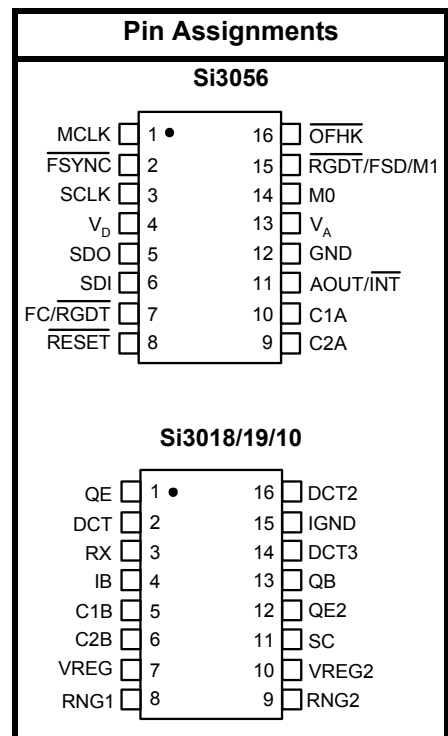 Pin Assignments
Si3056
MCLK 1 16 OFHK
FSYNC 2 15 RGDT/FSD/M1
SCLK 3 14 M0
VD 4 13 VA
SDO 5 12 GND
SDI 6 11 AOUT/INT
FC/RGDT 7 10 C1A
RESET 8 9 C2A
Si3018/19/10
QE 1 16 DCT2
DCT 2 15 IGND
RX 3 14 DCT3
IB 4 13 QB
C1B 5 12 QE2
C2B 6 11 SC
VREG 7 10 VREG2
RNG1 8 9 RNG2